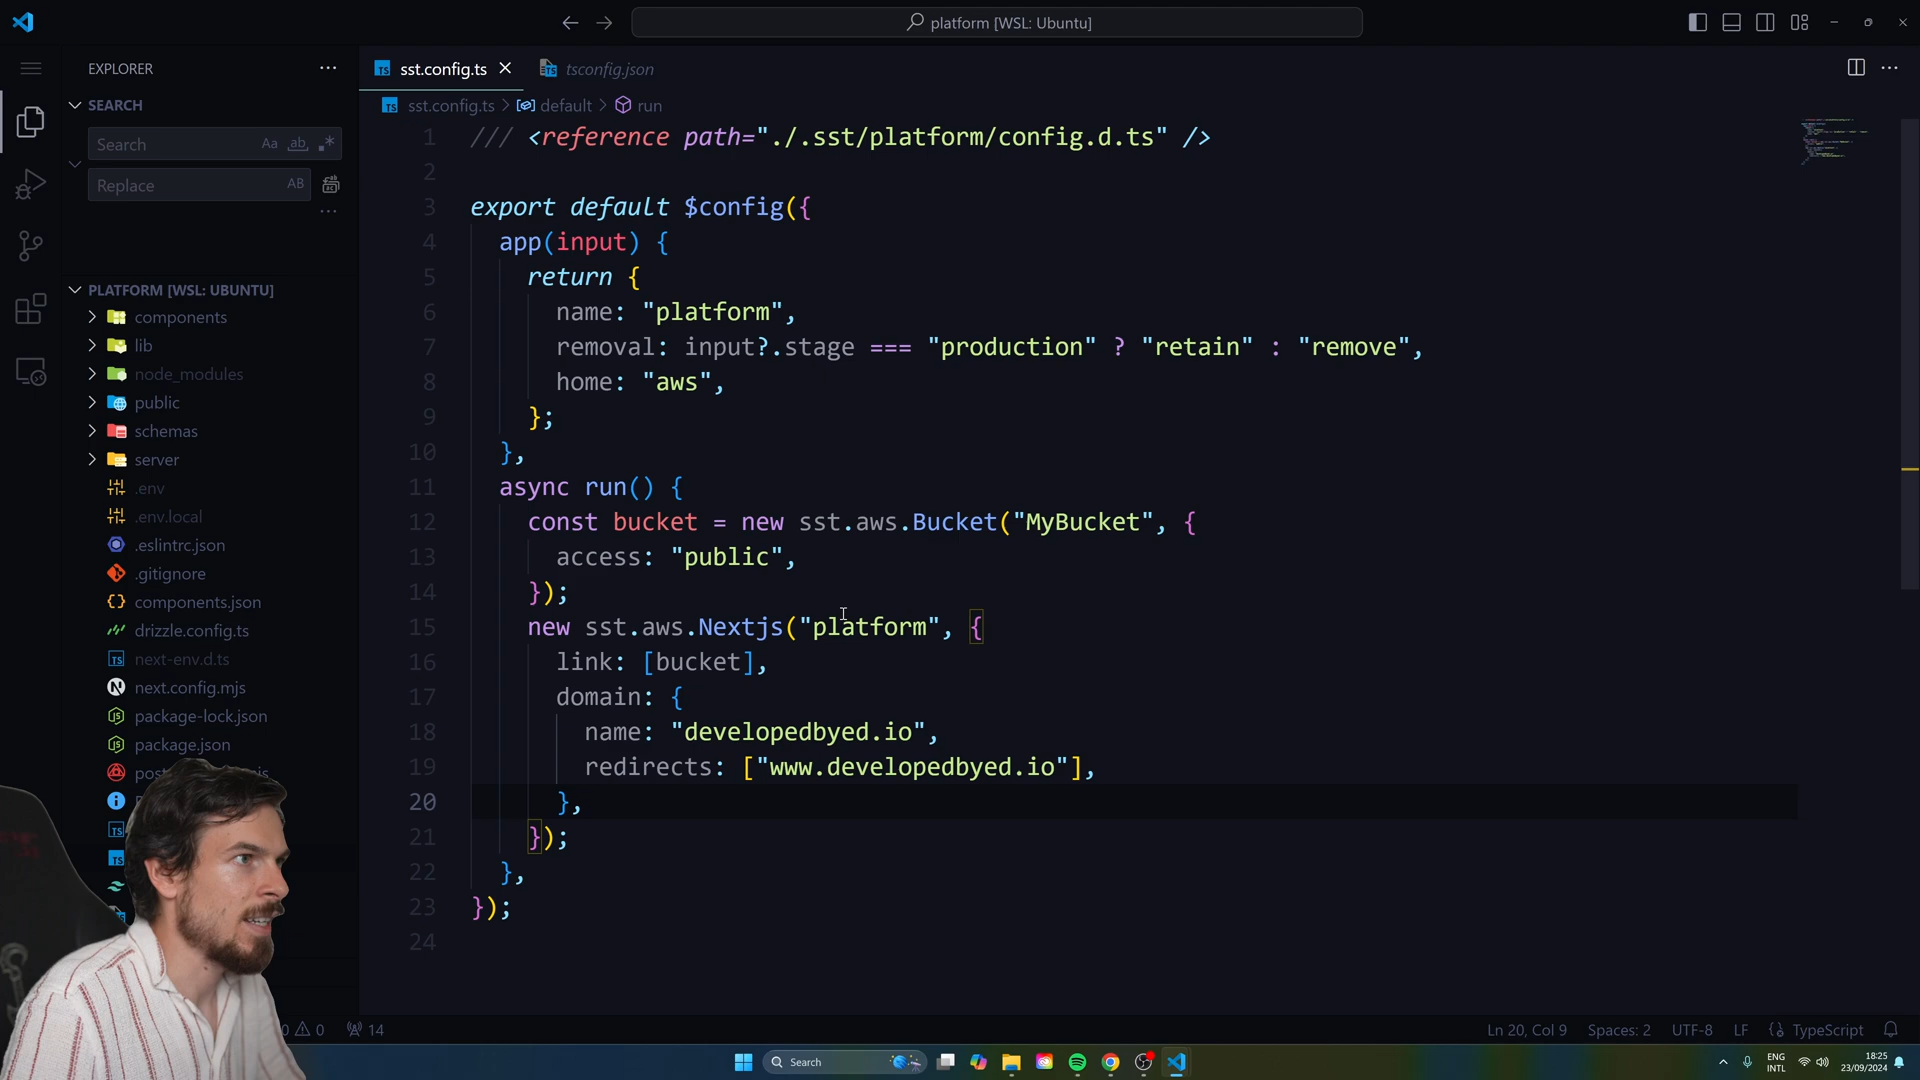 platform [WSL: Ubuntu]
EXPLORER
SEARCH
Search
Aa
ab
Replace
AB
PLATFORM [WSL: UBUNTU]
components
lib
node_modules
public
schemas
server
.env
.env.local
.eslintrc.json
.gitignore
components.json
drizzle.config.ts
next-env.d.ts
next.config.mjs
package-lock.json
package.json
sst.config.ts
tsconfig.json
sst.config.ts > default > run
1 /// <reference path="./.sst/platform/config.d.ts" />
2
3 export default $config({
4 app(input) {
5 return {
6 name: "platform",
7 removal: input?.stage === "production" ? "retain" : "remove",
8 home: "aws",
9 };
10 },
11 async run() {
12 const bucket = new sst.aws.Bucket("MyBucket", {
13 access: "public",
14 });
15 new sst.aws.Nextjs("platform", {
16 link: [bucket],
17 domain: {
18 name: "developedbyed.io",
19 redirects: ["www.developedbyed.io"],
20 },
21 });
22 },
23 });
24
0 0 14
Ln 20, Col 9 Spaces: 2 UTF-8 LF TypeScript
Search
ENG
INTL
18:25
23/09/2024